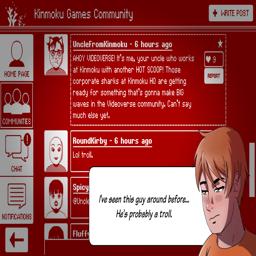 Kinmoku Games Community
+ WRITE POST
HOME PAGE
COMMUNITIES
CHAT
NOTIFICATIONS
UncleFromKinmoku - 6 hours ago
AHOY VIDEOVERSE! It's me, your uncle who works
at Kinmoku with another HOT SCOOP! Those
corporate sharks at Kinmoku HQ are getting
ready for something that's gonna make BIG
waves in the Videoverse community. Can't say
much else yet.
9
REPORT
RoundKirby - 6 hours ago
Lol troll.
Spicy
@Uncle
Fluff
I've seen this guy around before...
He's probably a troll.